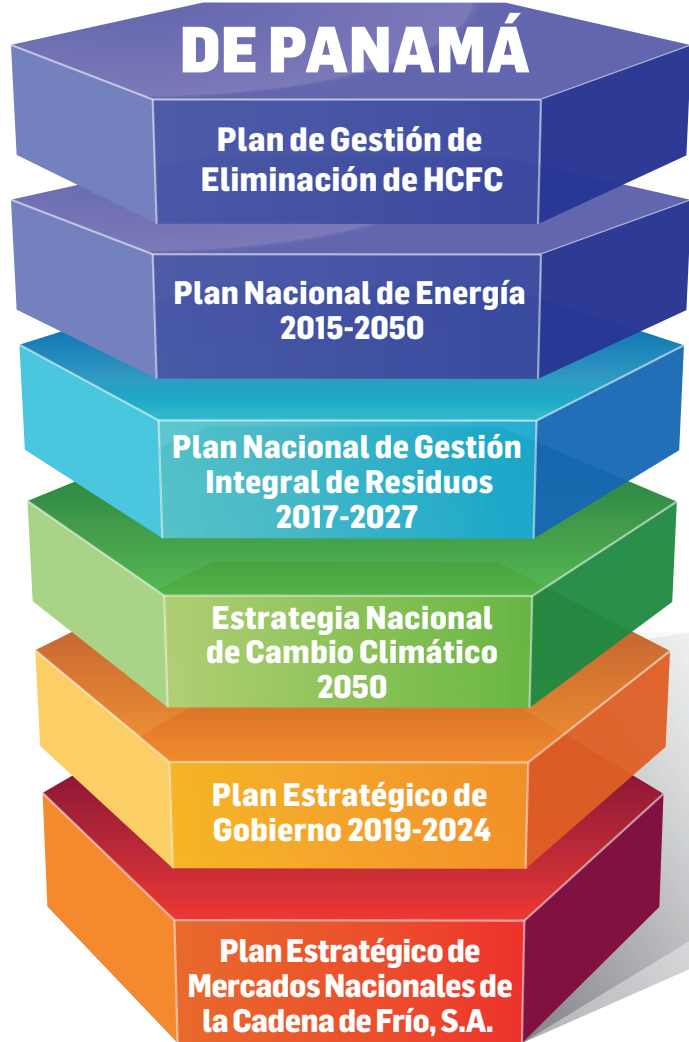 DE PANAMÁ
Plan de Gestión de
Eliminación de HCFC
Plan Nacional de Energía
2015-2050
Plan Nacional de Gestión
Integral de Residuos
2017-2027
Estrategia Nacional
de Cambio Climático
2050
Plan Estratégico de
Gobierno 2019-2024
Plan Estratégico de
Mercados Nacionales de
la Cadena de Frío, S.A.